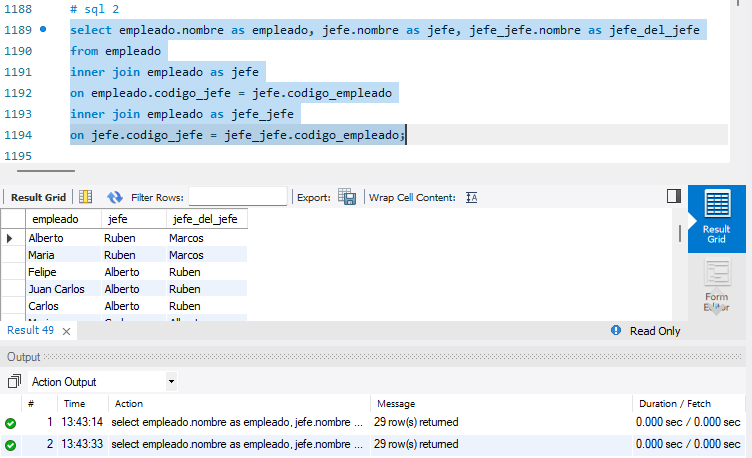 1188 # sql 2
1189 select empleado.nombre as empleado, jefe.nombre as jefe, jefe_jefe.nombre as jefe_del_jefe
1190 from empleado
1191 inner join empleado as jefe
1192 on empleado.codigo_jefe = jefe.codigo_empleado
1193 inner join empleado as jefe_jefe
1194 on jefe.codigo_jefe = jefe_jefe.codigo_empleado;
1195
Result Grid Filter Rows: Export: Wrap Cell Content:
empleado jefe jefe_del_jefe
Alberto Ruben Marcos
Maria Ruben Marcos
Felipe Alberto Ruben
Juan Carlos Alberto Ruben
Carlos Alberto Ruben
Result Grid
Form Editor
Result 49 Read Only
Output
Action Output
# Time Action Message Duration / Fetch
1 13:43:14 select empleado.nombre as empleado, jefe.nombre ... 29 row(s) returned 0.000 sec / 0.000 sec
2 13:43:33 select empleado.nombre as empleado, jefe.nombre ... 29 row(s) returned 0.000 sec / 0.000 sec